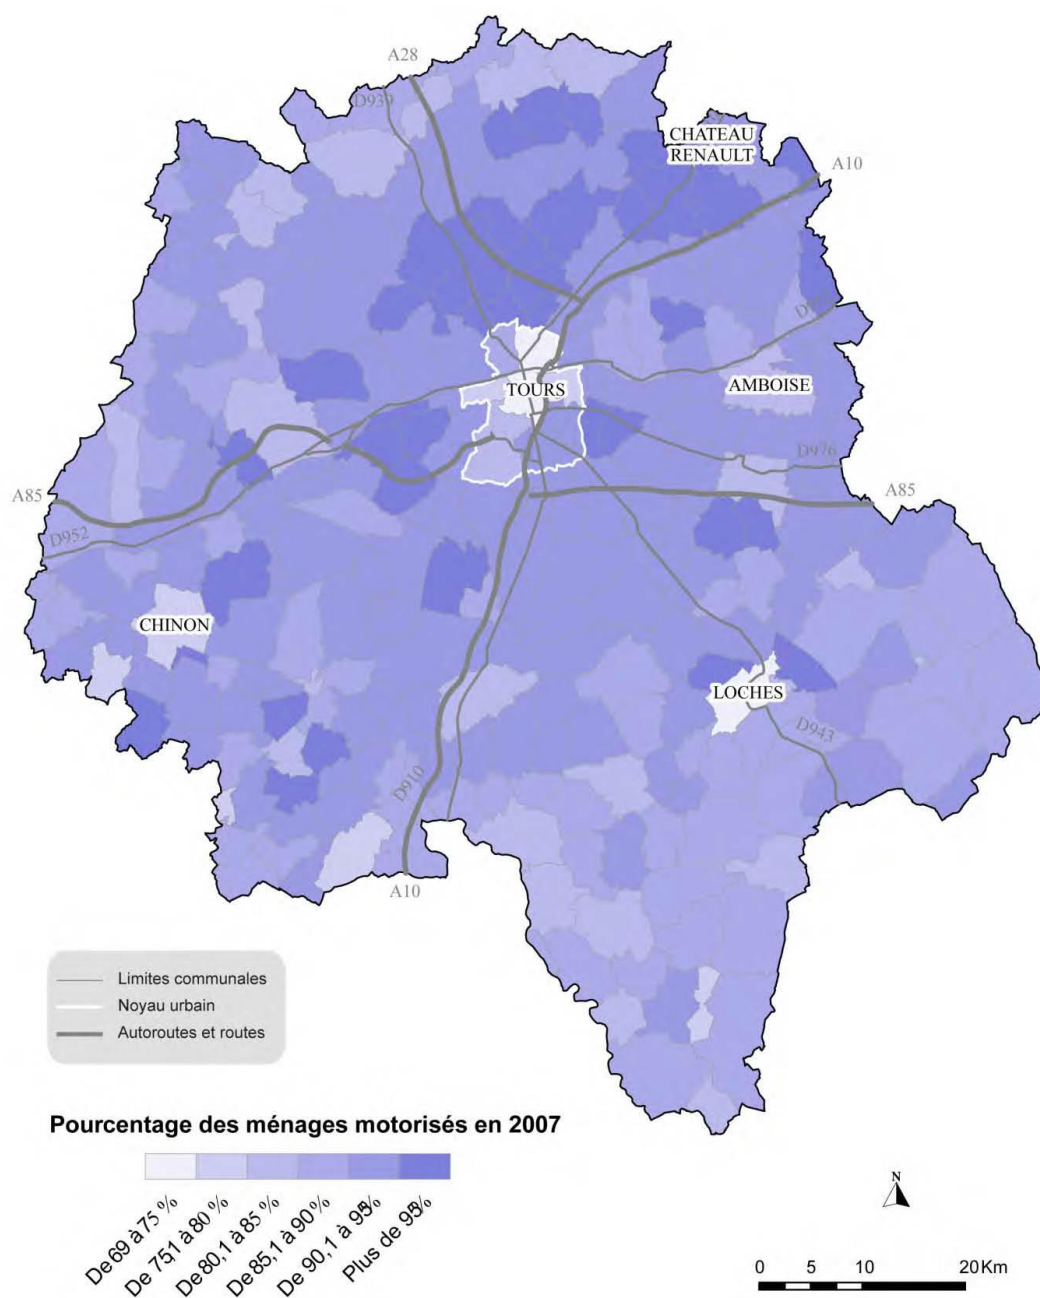 A28
D939
CHATEAU
RENAULT
A10
TOURS
AMBOISE
D976
A85
A85
D952
CHINON
LOCHES
D943
D910
A10
Limites communales
Noyau urbain
Autoroutes et routes
Pourcentage des ménages motorisés en 2007
De 69 à 75 %
De 75,1 à 80 %
De 80,1 à 85 %
De 85,1 à 90 %
De 90,1 à 95%
Plus de 95%
N
0 5 10 20 Km